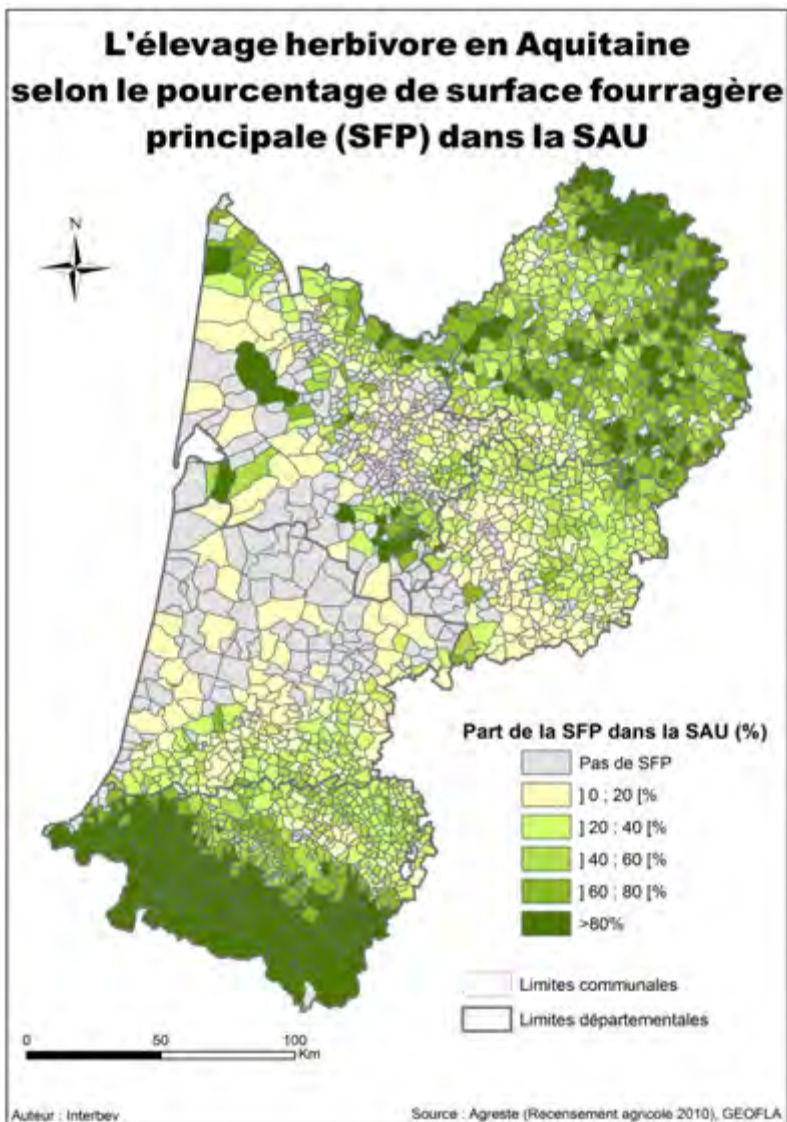 L'élevage herbivore en Aquitaine
selon le pourcentage de surface fourragère
principale (SFP) dans la SAU
N
Part de la SFP dans la SAU (%)
Pas de SFP
] 0 ; 20 [%
] 20 ; 40 [%
] 40 ; 60 [%
] 60 ; 80 [%
>80%
Limites communales
Limites départementales
0 50 100
Km
Auteur : Interbev
Source : Agreste (Recensement agricole 2010), GEOFLA